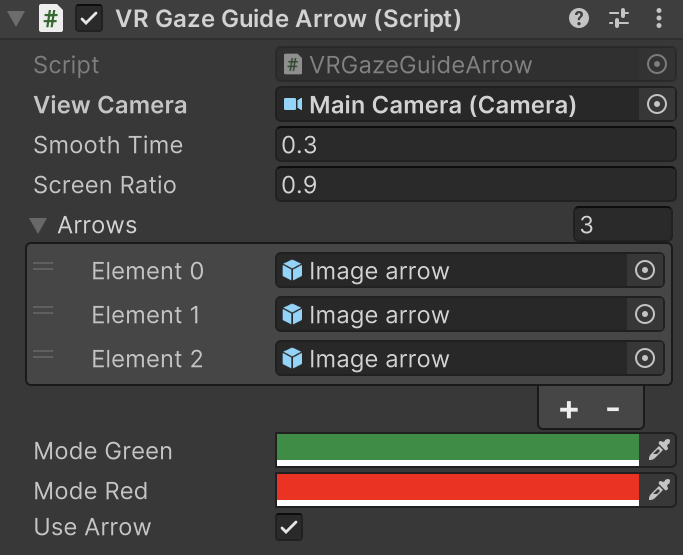 # VR Gaze Guide Arrow (Script) ?
Script # VRGazeGuideArrow
View Camera Main Camera (Camera)
Smooth Time 0.3
Screen Ratio 0.9
Arrows 3
Element 0 Image arrow
Element 1 Image arrow
Element 2 Image arrow
+ -
Mode Green
Mode Red
Use Arrow